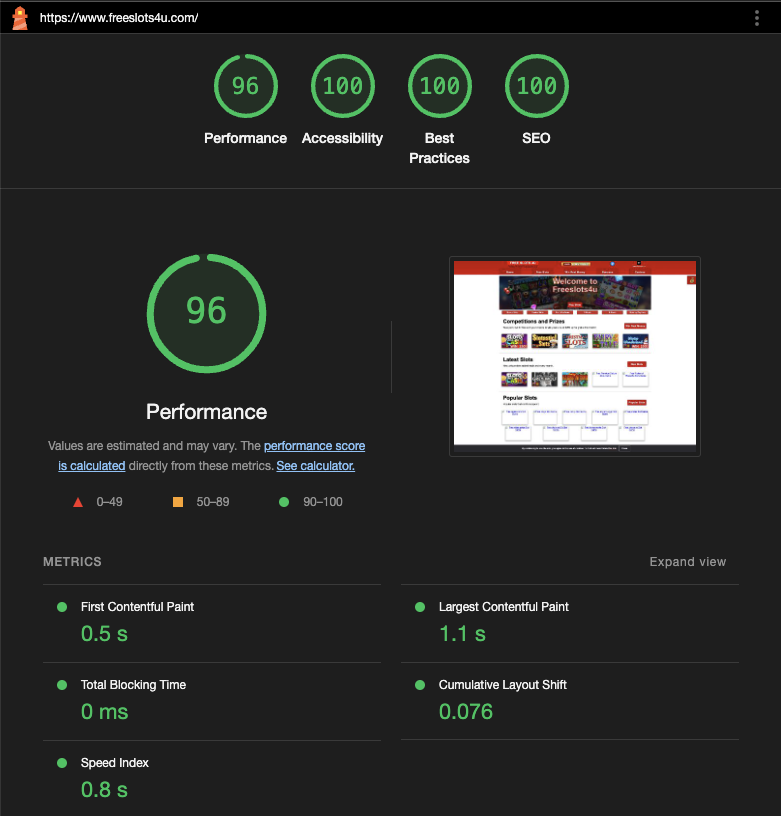 https://www.freeslots4u.com/
96
100
100
100
Performance
Accessibility
Best
Practices
SEO
96
Performance
Values are estimated and may vary. The performance score
is calculated directly from these metrics. See calculator.
0–49
50–89
90–100
Welcome to
Freeslots4u
Competitions and Prizes
Latest Slots
Popular Slots
METRICS
Expand view
First Contentful Paint
0.5 s
Largest Contentful Paint
1.1 s
Total Blocking Time
0 ms
Cumulative Layout Shift
0.076
Speed Index
0.8 s